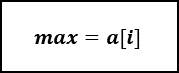 max = a[i]